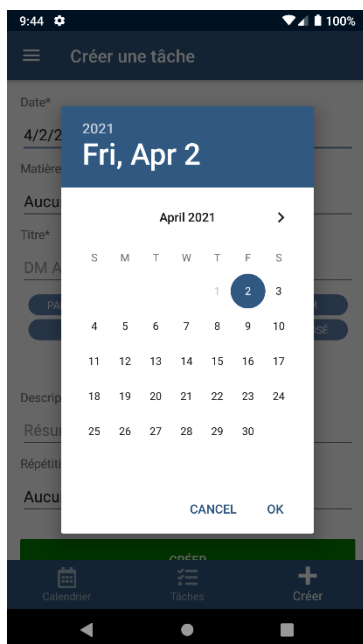 9:44 100%
Créer une tâche
Date*
4/2/2
2021
Fri, Apr 2
Matière
Aucu
April 2021
Titre*
S M T W T F S
DM A
1 2 3
PA M
4 5 6 7 8 9 10
OSÉ
11 12 13 14 15 16 17
Descrip
18 19 20 21 22 23 24
Résu
25 26 27 28 29 30
Répétiti
Aucu
CANCEL OK
CRÉER
Calendrier Tâches Créer